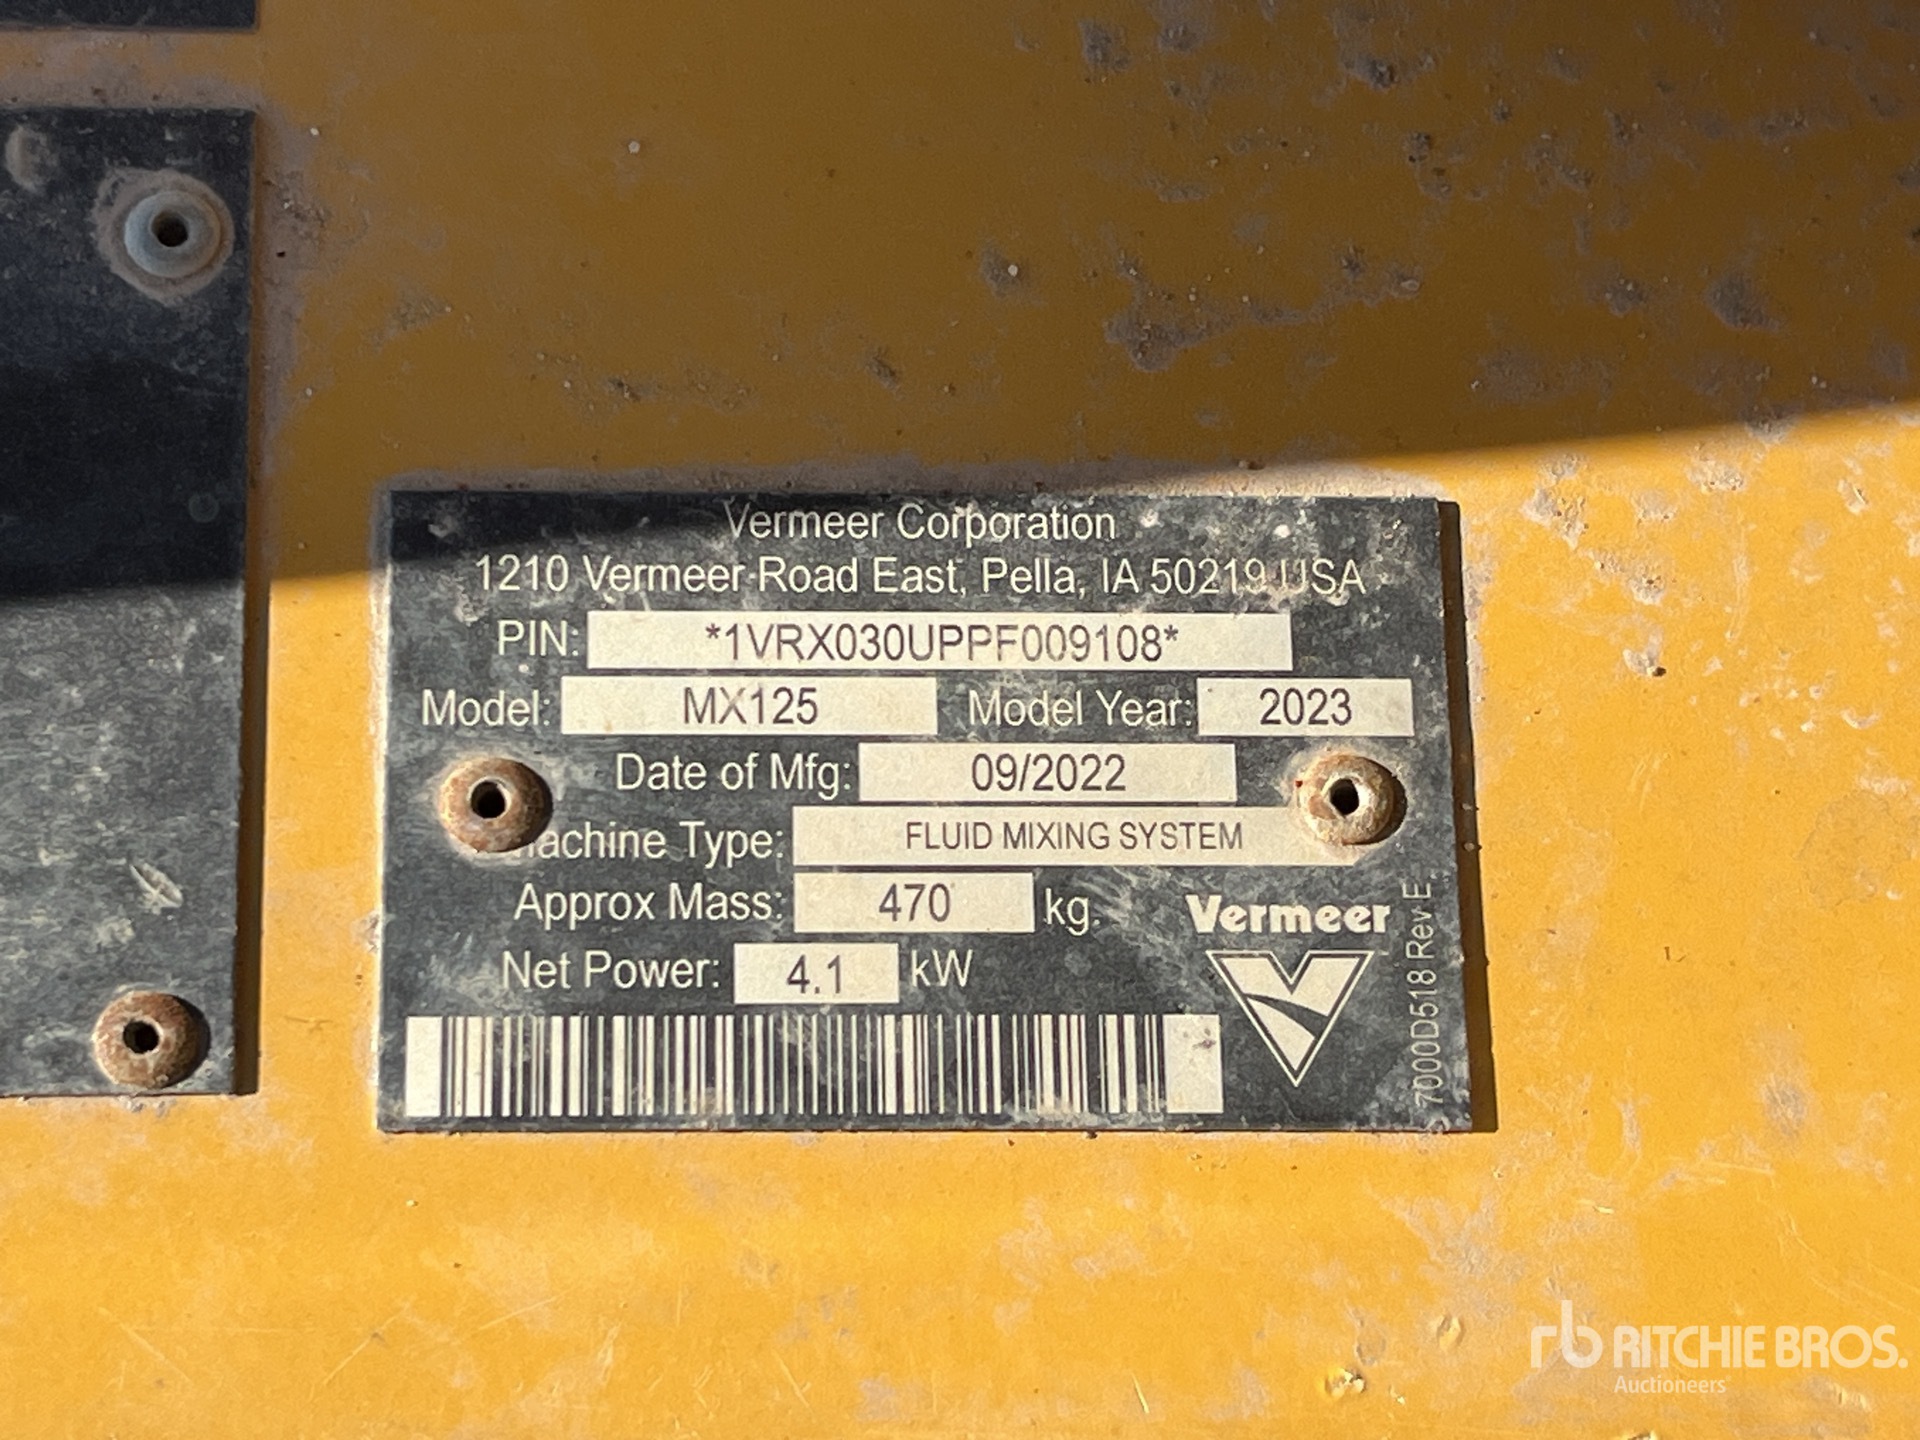 Vermeer Corporation
1210 Vermeer Road East, Pella, IA 50219 USA
PIN: *1VRX030UPPF009108*
Model: MX125 Model Year: 2023
Date of Mfg: 09/2022
Machine Type: FLUID MIXING SYSTEM
Approx Mass: 470 kg.
Net Power: 4.1 kW
Vermeer
7000D518 Rev E
rb RITCHIE BROS.
Auctioneers